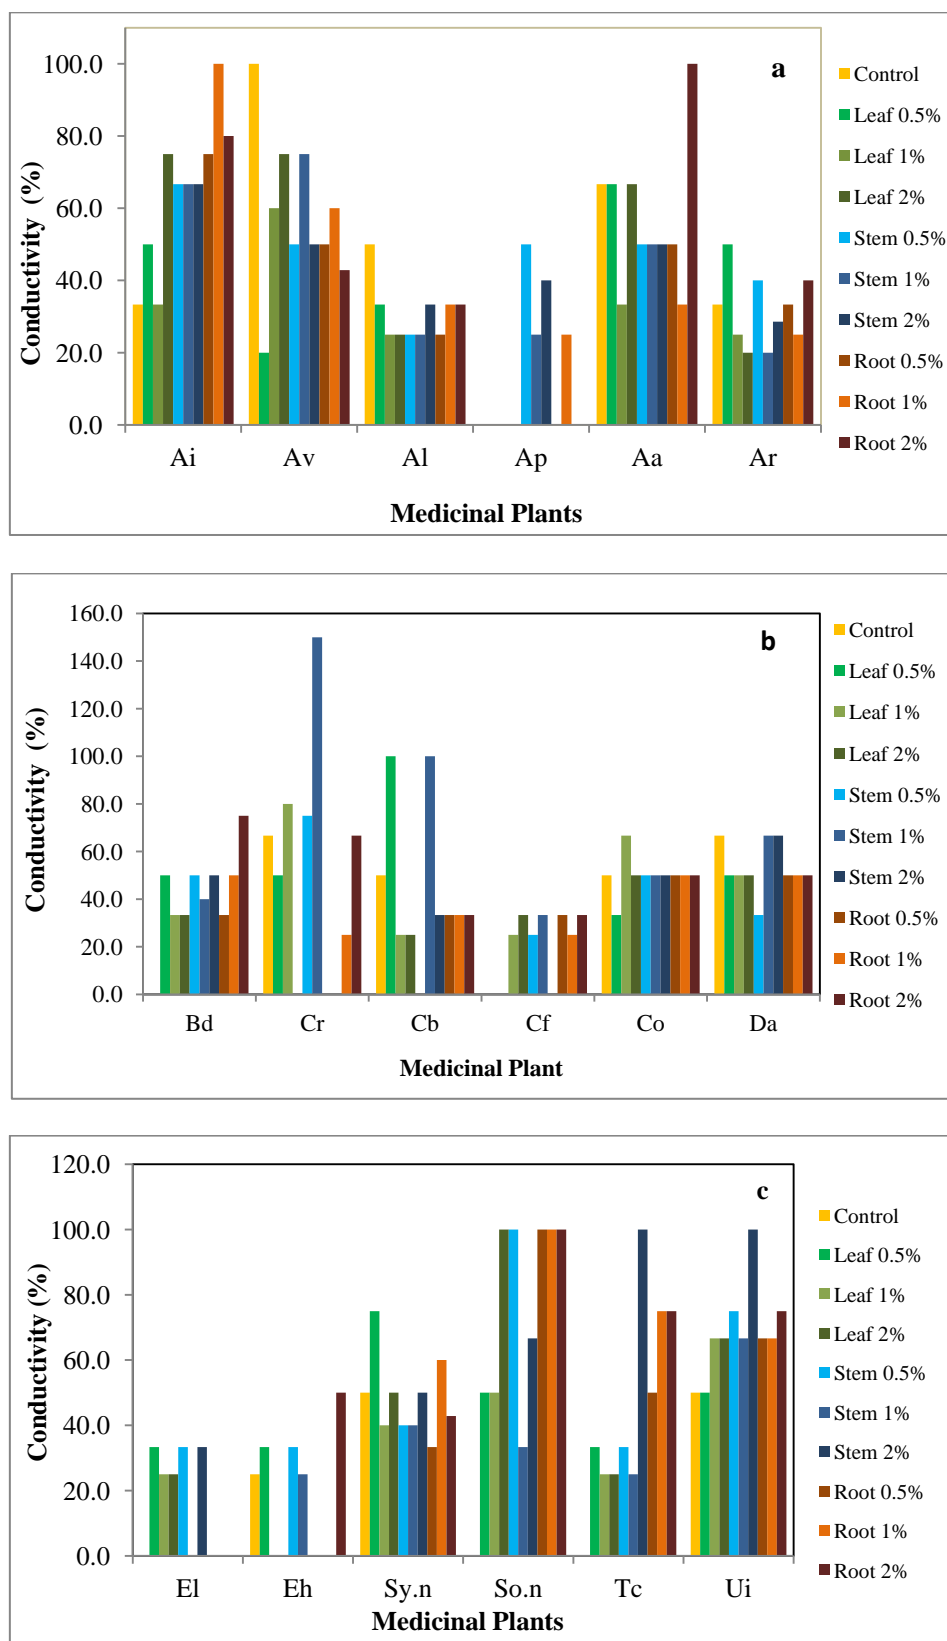 a
Conductivity (%)
100.0
80.0
60.0
40.0
20.0
0.0
Ai Av Al Ap Aa Ar
Medicinal Plants
Control
Leaf 0.5%
Leaf 1%
Leaf 2%
Stem 0.5%
Stem 1%
Stem 2%
Root 0.5%
Root 1%
Root 2%
b
Conductivity (%)
160.0
140.0
120.0
100.0
80.0
60.0
40.0
20.0
0.0
Bd Cr Cb Cf Co Da
Medicinal Plant
Control
Leaf 0.5%
Leaf 1%
Leaf 2%
Stem 0.5%
Stem 1%
Stem 2%
Root 0.5%
Root 1%
Root 2%
c
Conductivity (%)
120.0
100.0
80.0
60.0
40.0
20.0
0.0
El Eh Sy.n So.n Tc Ui
Medicinal Plants
Control
Leaf 0.5%
Leaf 1%
Leaf 2%
Stem 0.5%
Stem 1%
Stem 2%
Root 0.5%
Root 1%
Root 2%